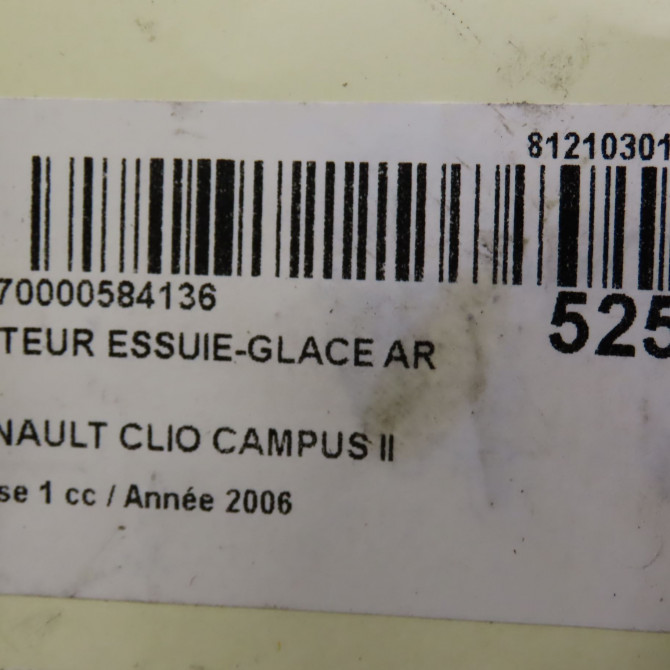 81210301
70000584136
525
TEUR ESSUIE-GLACE AR
NAULT CLIO CAMPUS II
se 1 cc / Année 2006